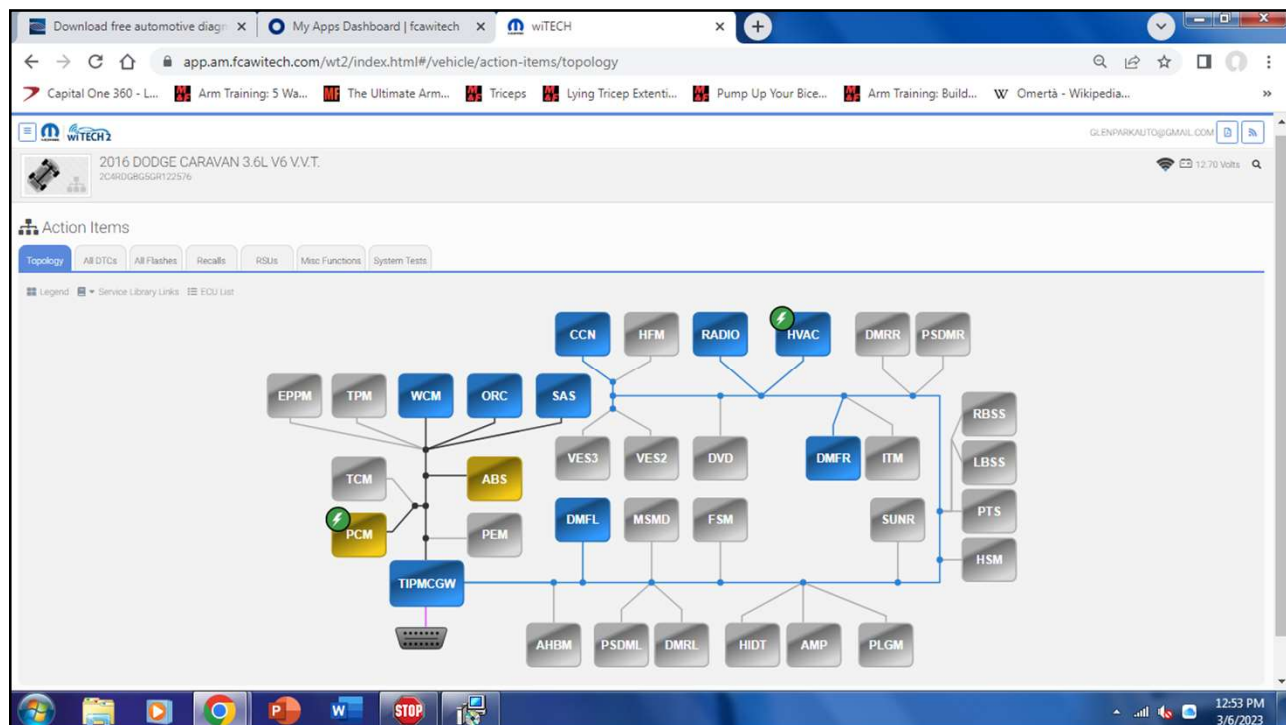 Download free automotive diagn
My Apps Dashboard | fcawitech
wiTECH
app.am.fcawitech.com/wt2/index.html#/vehicle/action-items/topology
Capital One 360 - L...
Arm Training: 5 Wa...
The Ultimate Arm...
Triceps
Lying Tricep Extenti...
Pump Up Your Bice...
Arm Training: Build...
W Omertà - Wikipedia...
»
wiTECH2
GLENPARKAUTO@GMAIL.COM
2016 DODGE CARAVAN 3.6L V6 V.V.T.
2C4RDGBG5GR122576
12.70 Volts
Action Items
Topology All DTCs All Flashes Recalls RSUs Misc Functions System Tests
Legend Service Library Links ECU List
CCN HFM RADIO HVAC DMRR PSDMR
EPPM TPM WCM ORC SAS
RBSS
VES3 VES2 DVD DMFR ITM
LBSS
TCM ABS
DMFL MSMD FSM SUNR PTS
PCM PEM
HSM
TIPMCGW
AHBM PSDML DMRL HIDT AMP PLGM
P W STOP
12:53 PM
3/6/2023